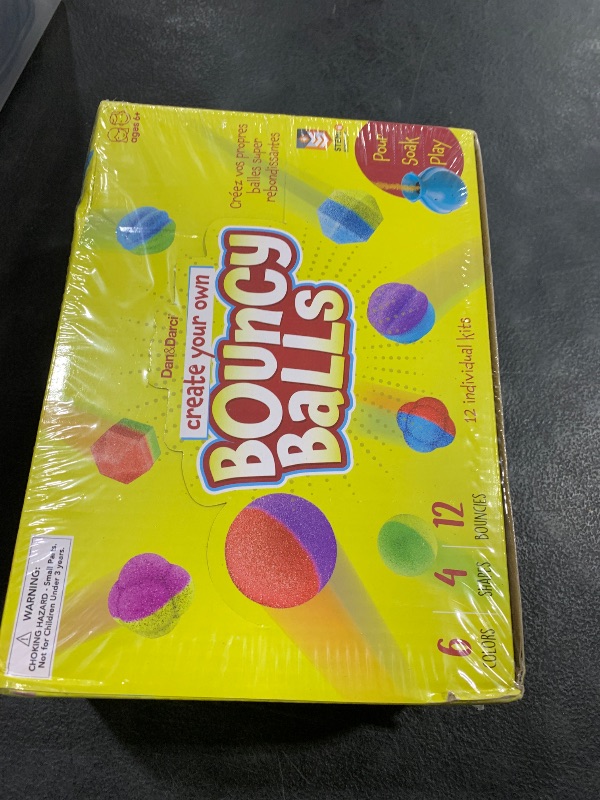 ages 6+
Créez vos propres
balles super
rebondissantes
STEM
Pour
Soak
Play
Dan&Darci
create your own
Bouncy
Balls
12 individual kits
6
COLORS
4
SHAPES
12
BOUNCIES
WARNING:
CHOKING HAZARD - Small Parts.
Not for Children Under 3 years.